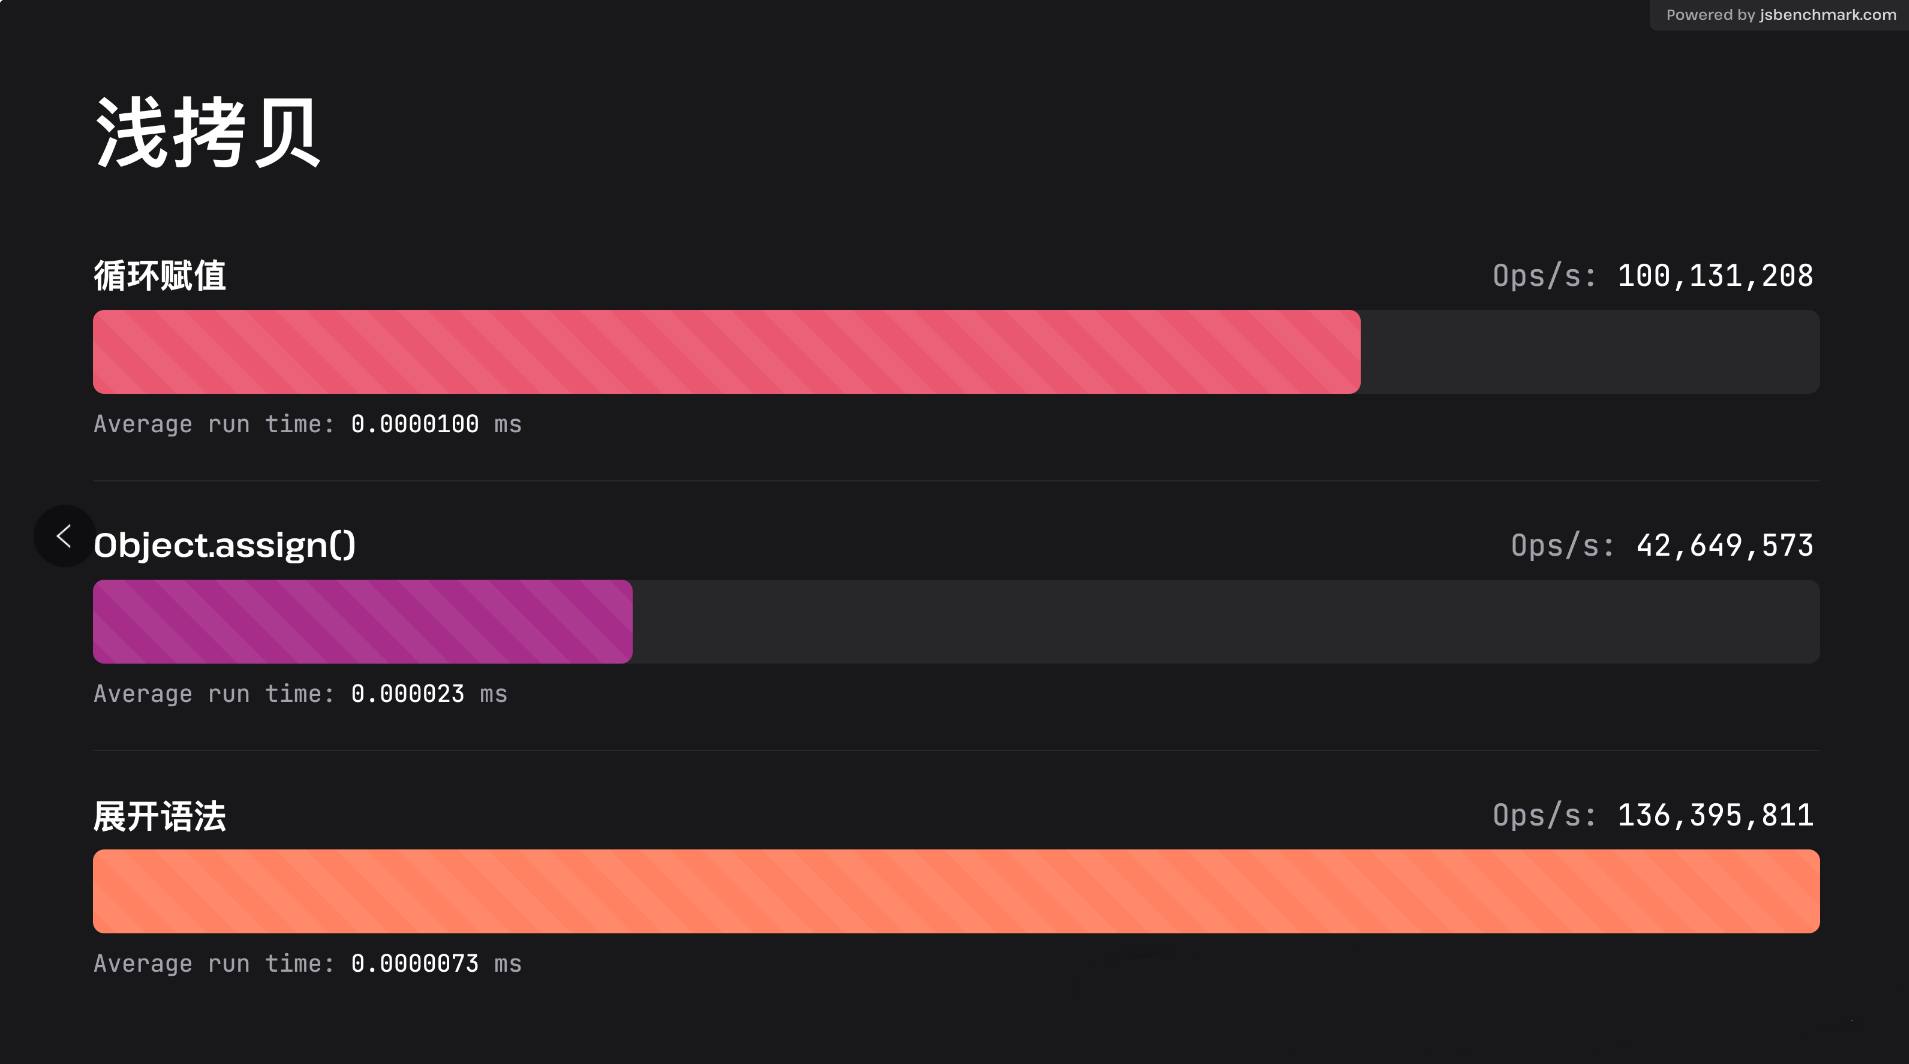 Powered by jsbenchmark.com
浅拷贝
循环赋值
Ops/s: 100,131,208
Average run time: 0.0000100 ms
Object.assign()
Ops/s: 42,649,573
Average run time: 0.000023 ms
展开语法
Ops/s: 136,395,811
Average run time: 0.0000073 ms